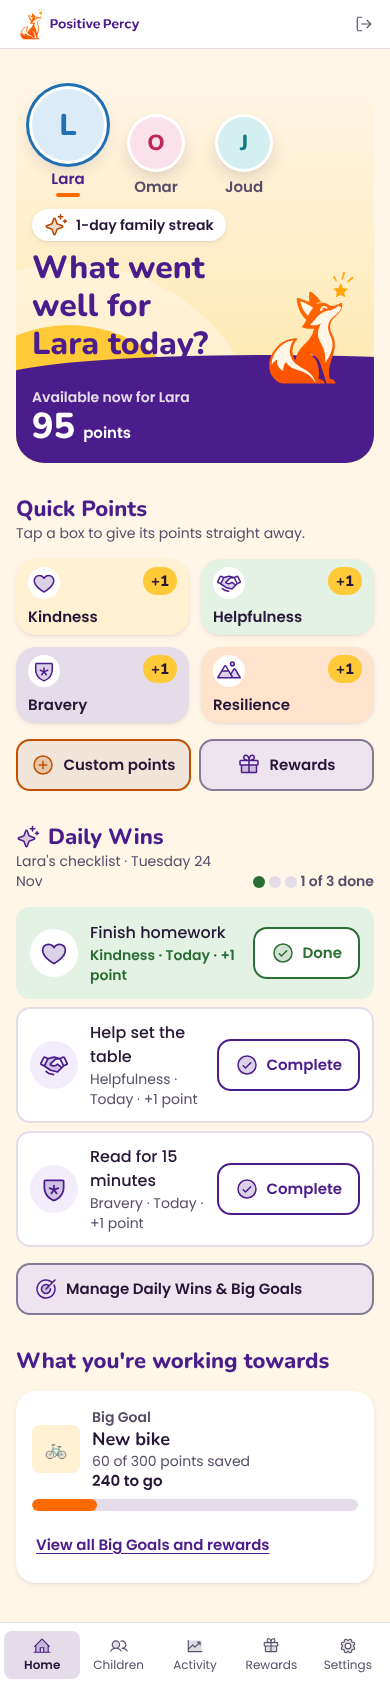 Positive Percy
L
O
J
Lara
Omar
Joud
1-day family streak
What went
well for
Lara today?
Available now for Lara
95 points
Quick Points
Tap a box to give its points straight away.
+1
Kindness
+1
Helpfulness
+1
Bravery
+1
Resilience
Custom points
Rewards
Daily Wins
Lara's checklist · Tuesday 24
Nov
1 of 3 done
Finish homework
Kindness · Today · +1
point
Done
Help set the
table
Helpfulness ·
Today · +1 point
Complete
Read for 15
minutes
Bravery · Today ·
+1 point
Complete
Manage Daily Wins & Big Goals
What you're working towards
Big Goal
New bike
60 of 300 points saved
240 to go
View all Big Goals and rewards
Home
Children
Activity
Rewards
Settings